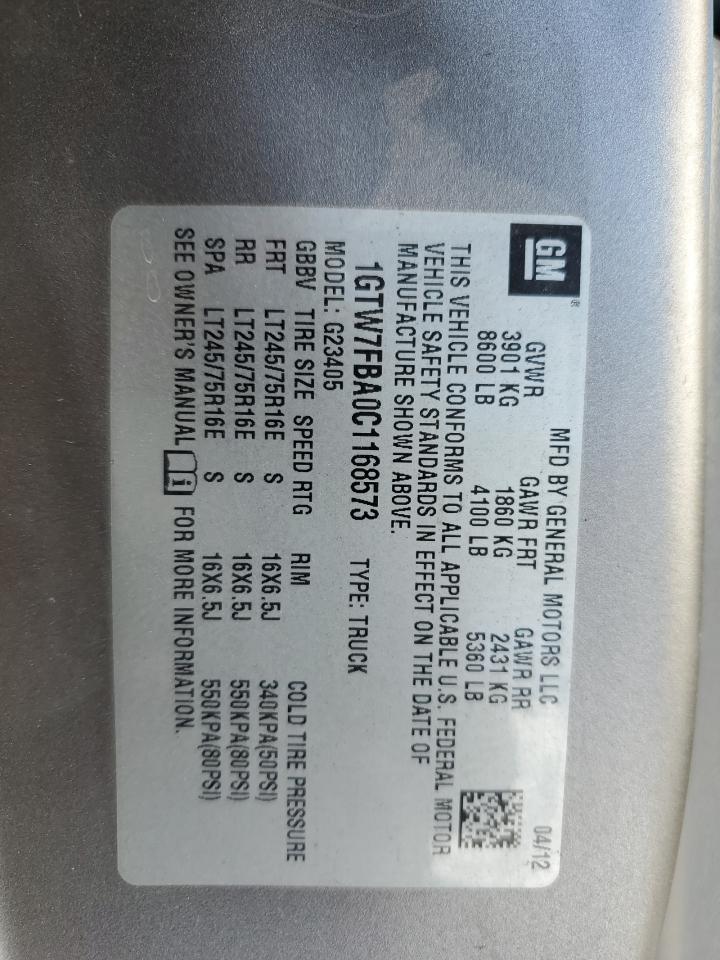 GM®
MFD BY GENERAL MOTORS LLC 04/12
GVWR GAWR FRT GAWR RR
3901 KG 1860 KG 2431 KG
8600 LB 4100 LB 5360 LB
THIS VEHICLE CONFORMS TO ALL APPLICABLE U.S. FEDERAL MOTOR
VEHICLE SAFETY STANDARDS IN EFFECT ON THE DATE OF
MANUFACTURE SHOWN ABOVE.
1GTW7FBA0C1168573 TYPE: TRUCK
MODEL: G23405
GBBV TIRE SIZE SPEED RTG RIM COLD TIRE PRESSURE
FRT LT245/75R16E S 16X6.5J 340KPA(50PSI)
RR LT245/75R16E S 16X6.5J 550KPA(80PSI)
SPA LT245/75R16E S 16X6.5J 550KPA(80PSI)
SEE OWNER'S MANUAL i FOR MORE INFORMATION.